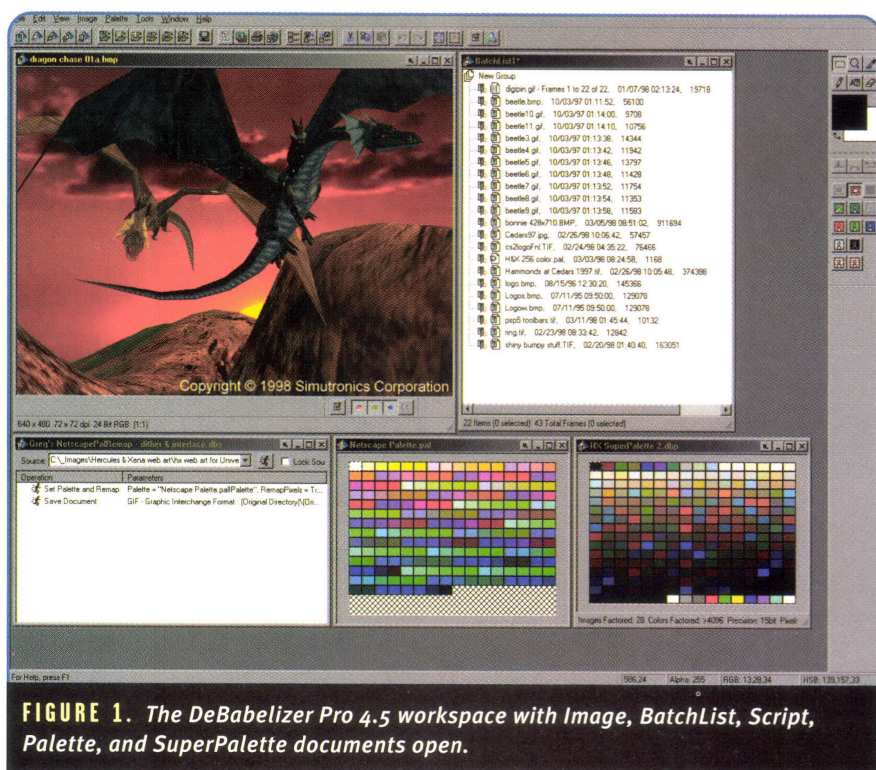 File Edit View Image Palette Tools Window Help
dragon chase 01a.bmp
Copyright © 1998 Simutronics Corporation
640 x 480 72 x 72 dpi 24 Bit RGB (1:1)
BatchList1*
New Group
digipin.gif - Frames 1 to 22 of 22, 01/07/98 02:13:24, 19718
beetle.bmp, 10/03/97 01:11:52, 56100
beetle10.gif, 10/03/97 01:14:00, 9708
beetle11.gif, 10/03/97 01:14:10, 10756
beetle3.gif, 10/03/97 01:13:38, 14344
beetle4.gif, 10/03/97 01:13:42, 11942
beetle5.gif, 10/03/97 01:13:46, 13797
beetle6.gif, 10/03/97 01:13:48, 11428
beetle7.gif, 10/03/97 01:13:52, 11754
beetle8.gif, 10/03/97 01:13:54, 11353
beetle9.gif, 10/03/97 01:13:58, 11583
bonnie 428x710.BMP, 03/05/98 08:51:02, 911694
Cedars97.jpg, 02/26/98 10:06:42, 57457
cs2logoFnl.TIF, 02/24/98 04:35:22, 76466
H&X 256 color.pal, 03/03/98 08:24:58, 1168
Hammonds at Cedars 1997.tif, 02/26/98 10:05:48, 374388
logo.bmp, 08/15/96 12:30:20, 145366
Logos.bmp, 07/11/95 09:50:00, 129078
Logow.bmp, 07/11/95 09:50:00, 129078
psp5 toolbars.tif, 03/11/98 01:45:44, 10132
ring.tif, 02/23/98 08:33:42, 12842
shiny bumpy stuff.TIF, 02/20/98 01:40:40, 163051
22 Items (0 selected) 43 Total Frames (0 selected)
Greg's NetscapePalRemap - dither & interlace.dbs
Source: C:\_Images\Hercules & Xena web art\hx web art for Unive
Lock Sou
Operation Parameters
Set Palette and Remap Palette = "Netscape Palette.pal!Palette", RemapPixels = Tr...
Save Document GIF - Graphic Interchange Format : [Original Directory]\[Ori...
Netscape Palette.pal
HX SuperPalette 2.dbp
Images Factored: 28 Colors Factored: >4096 Precision: 15bit Pixels
For Help, press F1
586,24 Alpha: 255 RGB: 13,28,34 HSB: 139,157,33
FIGURE 1. The DeBabelizer Pro 4.5 workspace with Image, BatchList, Script,
Palette, and SuperPalette documents open.